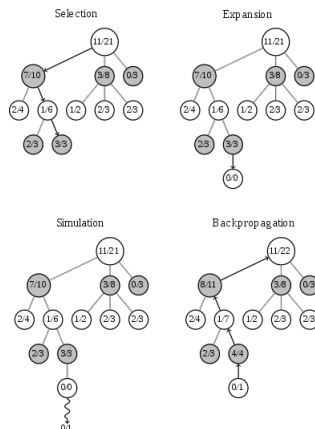 Selection
11/21
7/10 3/8 0/3
2/4 1/6 1/2 2/3 2/3
2/3 3/3
Expansion
11/21
7/10 3/8 0/3
2/4 1/6 1/2 2/3 2/3
2/3 3/3
0/0
Simulation
11/21
7/10 3/8 0/3
2/4 1/6 1/2 2/3 2/3
2/3 3/3
0/0
0/1
Backpropagation
11/22
8/11 3/8 0/3
2/4 1/7 1/2 2/3 2/3
2/3 4/4
0/1